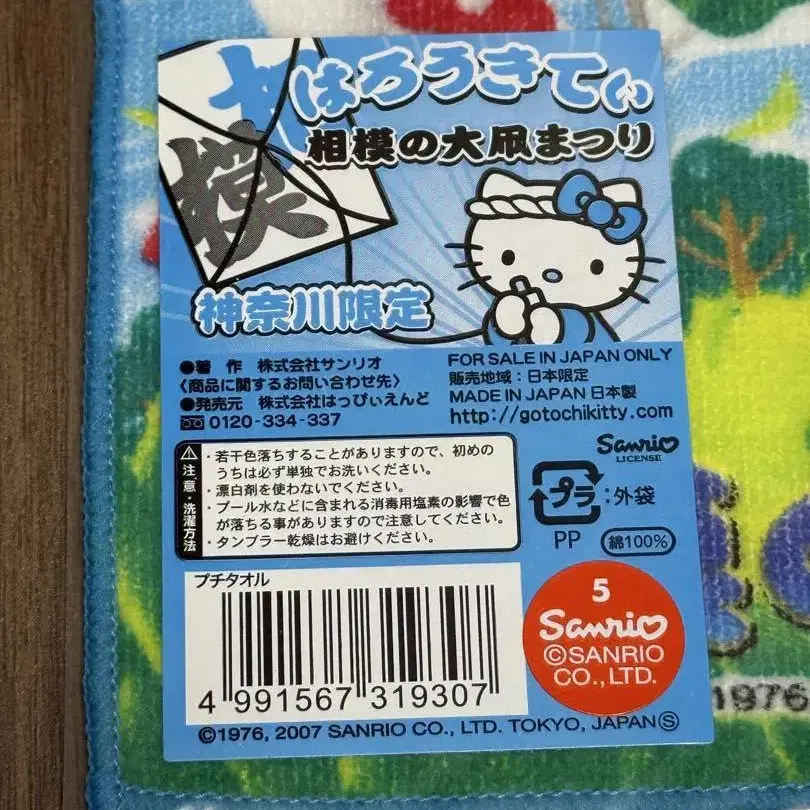 はろうきてぃ
相模の大凧まつり
模
神奈川限定
●著 作 株式会社サンリオ
〈商品に関するお問い合わせ先〉
●発売元 株式会社はっぴぃえんど
0120-334-337
FOR SALE IN JAPAN ONLY
販売地域：日本限定
MADE IN JAPAN 日本製
http://gotochikitty.com
Sanrio
LICENSE
注意・洗濯方法
・若干色落ちすることがありますので、初めの
うちは必ず単独でお洗いください。
・漂白剤を使わないでください。
・プール水などに含まれる消毒用塩素の影響で色
が落ちる事がありますので注意してください。
・タンブラー乾燥はお避けください。
プラ：外袋
PP
綿100%
プチタオル
4 991567 319307
5
Sanrio
©SANRIO
CO.,LTD.
©1976, 2007 SANRIO CO., LTD. TOKYO, JAPAN Ⓢ
1976